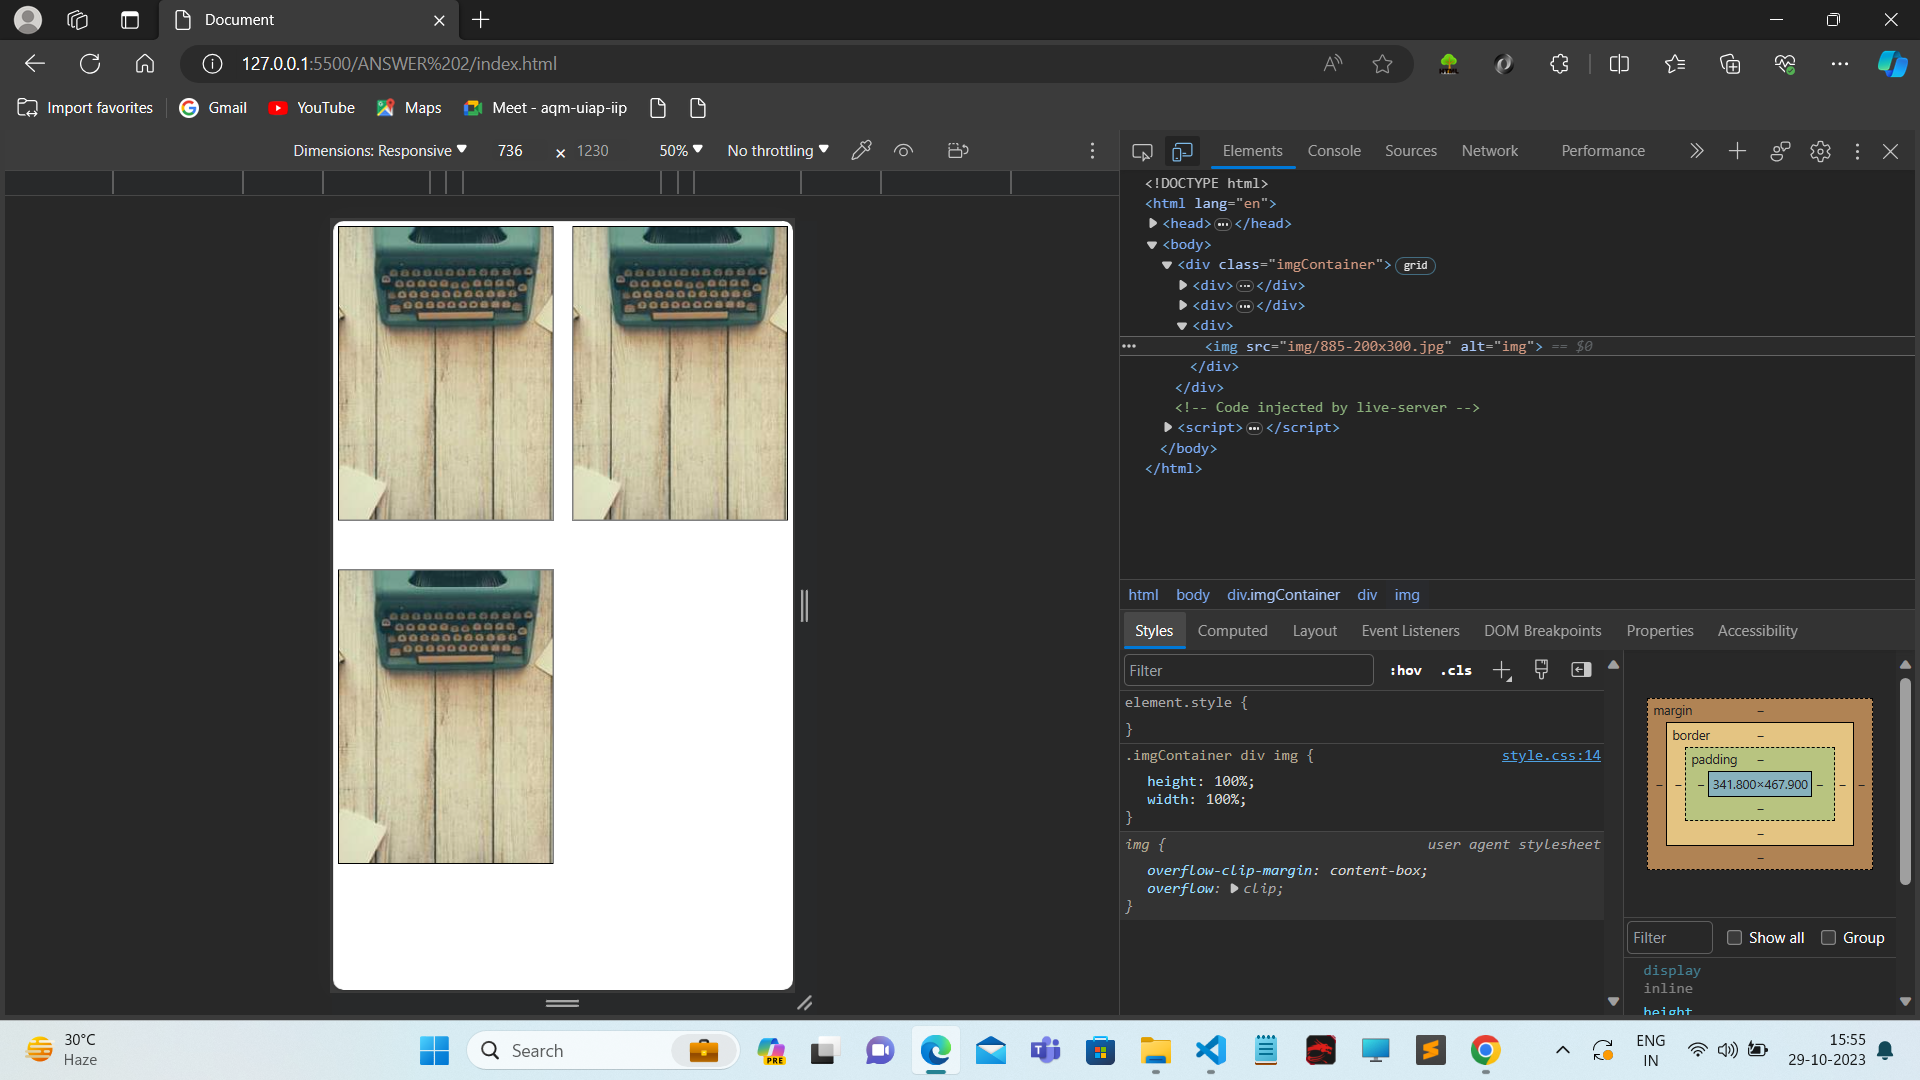 Document
127.0.0.1:5500/ANSWER%202/index.html
Import favorites
Gmail
YouTube
Maps
Meet - aqm-uiap-iip
Dimensions: Responsive
736
×
1230
50%
No throttling
Elements
Console
Sources
Network
Performance
<!DOCTYPE html>
<html lang="en">
<head>…</head>
<body>
<div class="imgContainer">
grid
<div>…</div>
<div>…</div>
<div>
<img src="img/885-200x300.jpg" alt="img"> == $0
</div>
</div>
<!-- Code injected by live-server -->
<script>…</script>
</body>
</html>
html
body
div.imgContainer
div
img
Styles
Computed
Layout
Event Listeners
DOM Breakpoints
Properties
Accessibility
Filter
:hov
.cls
element.style {
}
.imgContainer div img {
style.css:14
height: 100%;
width: 100%;
}
img {
user agent stylesheet
overflow-clip-margin: content-box;
overflow: clip;
}
margin
–
border
–
padding
–
– – – 341.800×467.900 – – –
–
–
–
Filter
Show all
Group
display
inline
height
30°C
Haze
Search
PRE
ENG
IN
15:55
29-10-2023